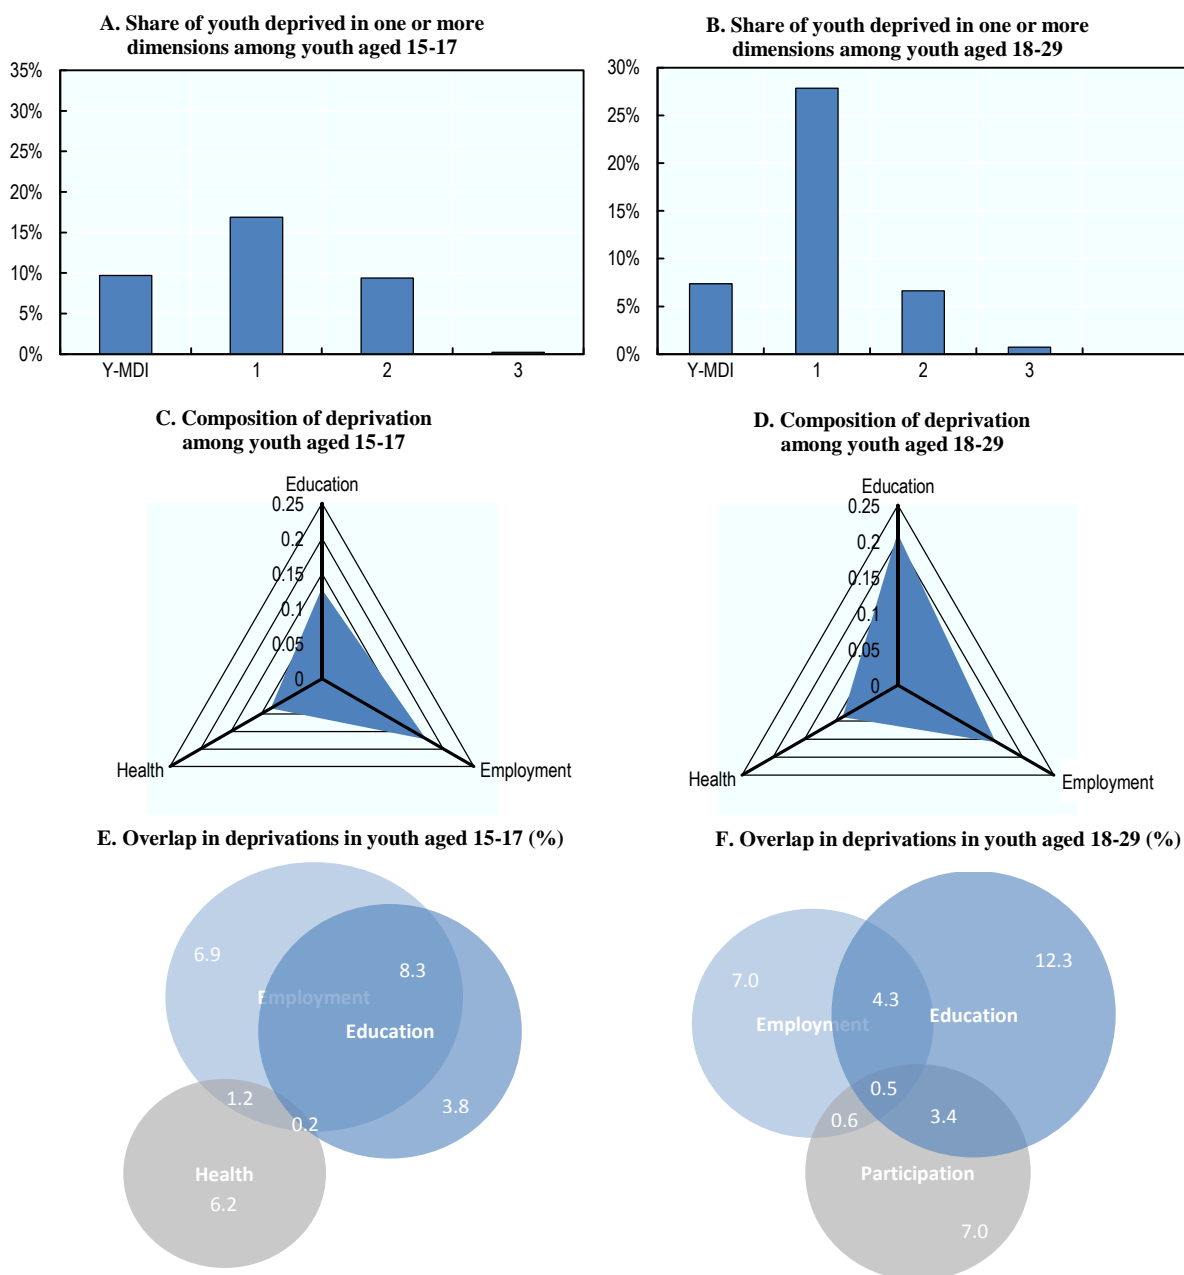 A. Share of youth deprived in one or more
dimensions among youth aged 15-17
35%
30%
25%
20%
15%
10%
5%
0%
Y-MDI 1 2 3
B. Share of youth deprived in one or more
dimensions among youth aged 18-29
30%
25%
20%
15%
10%
5%
0%
Y-MDI 1 2 3
C. Composition of deprivation
among youth aged 15-17
Education
0.25
0.2
0.15
0.1
0.05
0
Health
Employment
D. Composition of deprivation
among youth aged 18-29
Education
0.25
0.2
0.15
0.1
0.05
0
Health
Employment
E. Overlap in deprivations in youth aged 15-17 (%)
6.9
8.3
Employment
Education
1.2
0.2
3.8
Health
6.2
F. Overlap in deprivations in youth aged 18-29 (%)
12.3
7.0
4.3
Employment
Education
0.5
0.6
3.4
Participation
7.0